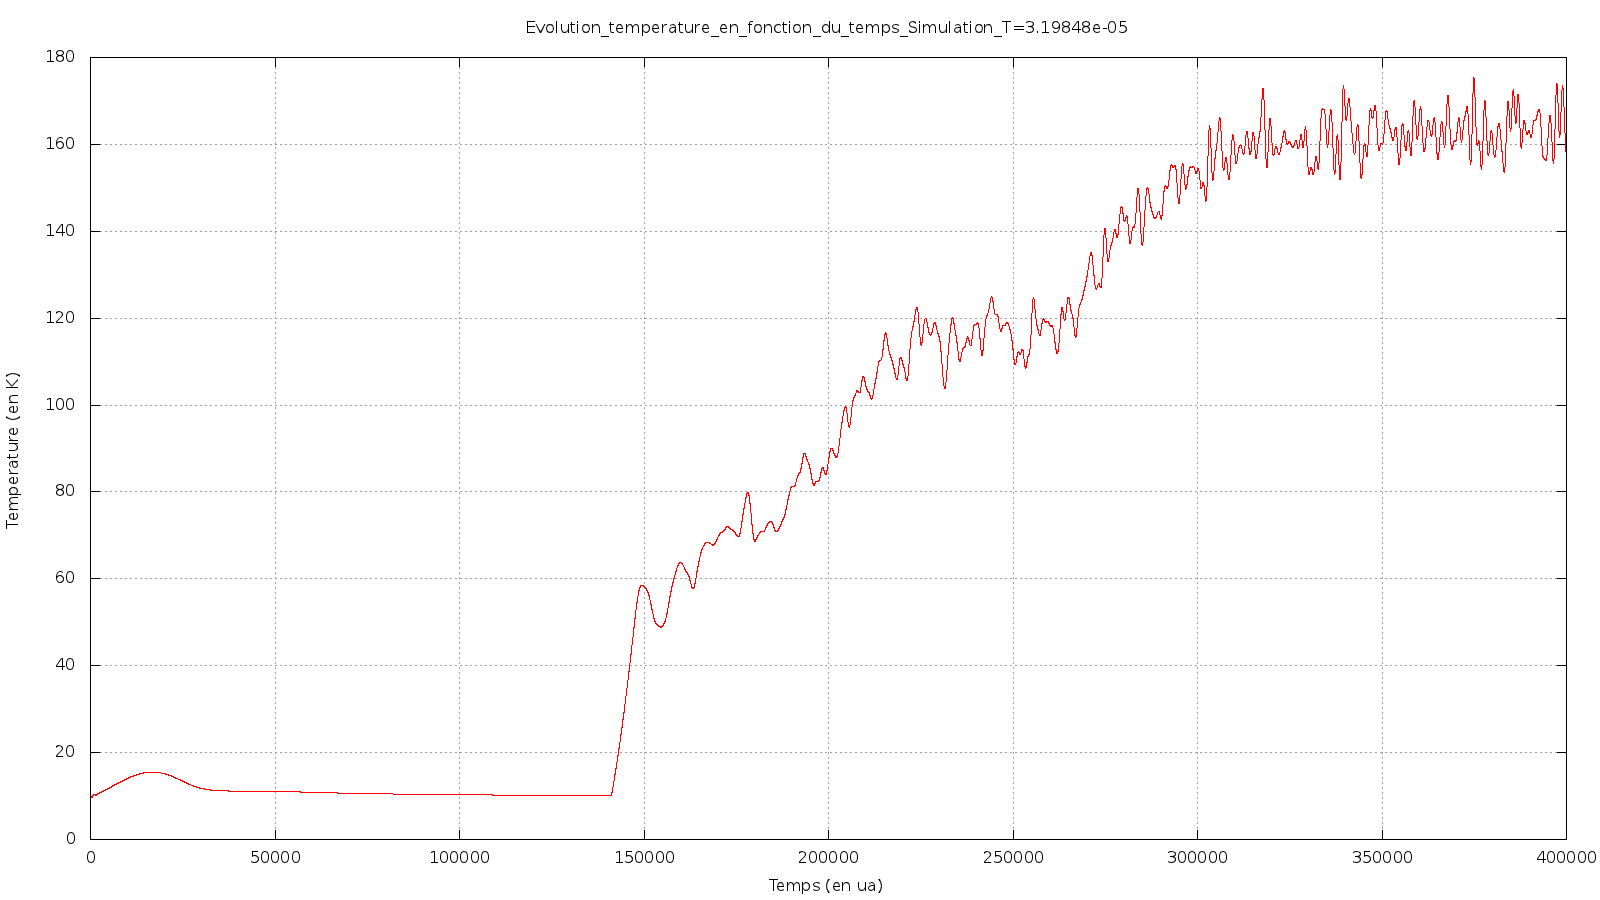 Evolution_temperature_en_fonction_du_temps_Simulation_T=3.19848e-05
180
160
140
120
100
80
60
40
20
0
Temperature (en K)
0 50000 100000 150000 200000 250000 300000 350000 400000
Temps (en ua)